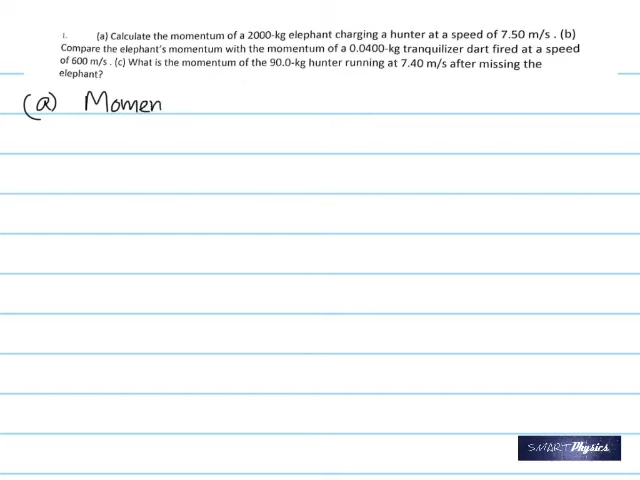 1. (a) Calculate the momentum of a 2000-kg elephant charging a hunter at a speed of 7.50 m/s . (b)
Compare the elephant's momentum with the momentum of a 0.0400-kg tranquilizer dart fired at a speed
of 600 m/s . (c) What is the momentum of the 90.0-kg hunter running at 7.40 m/s after missing the
elephant?
(a) Momen
SMARTPhysics